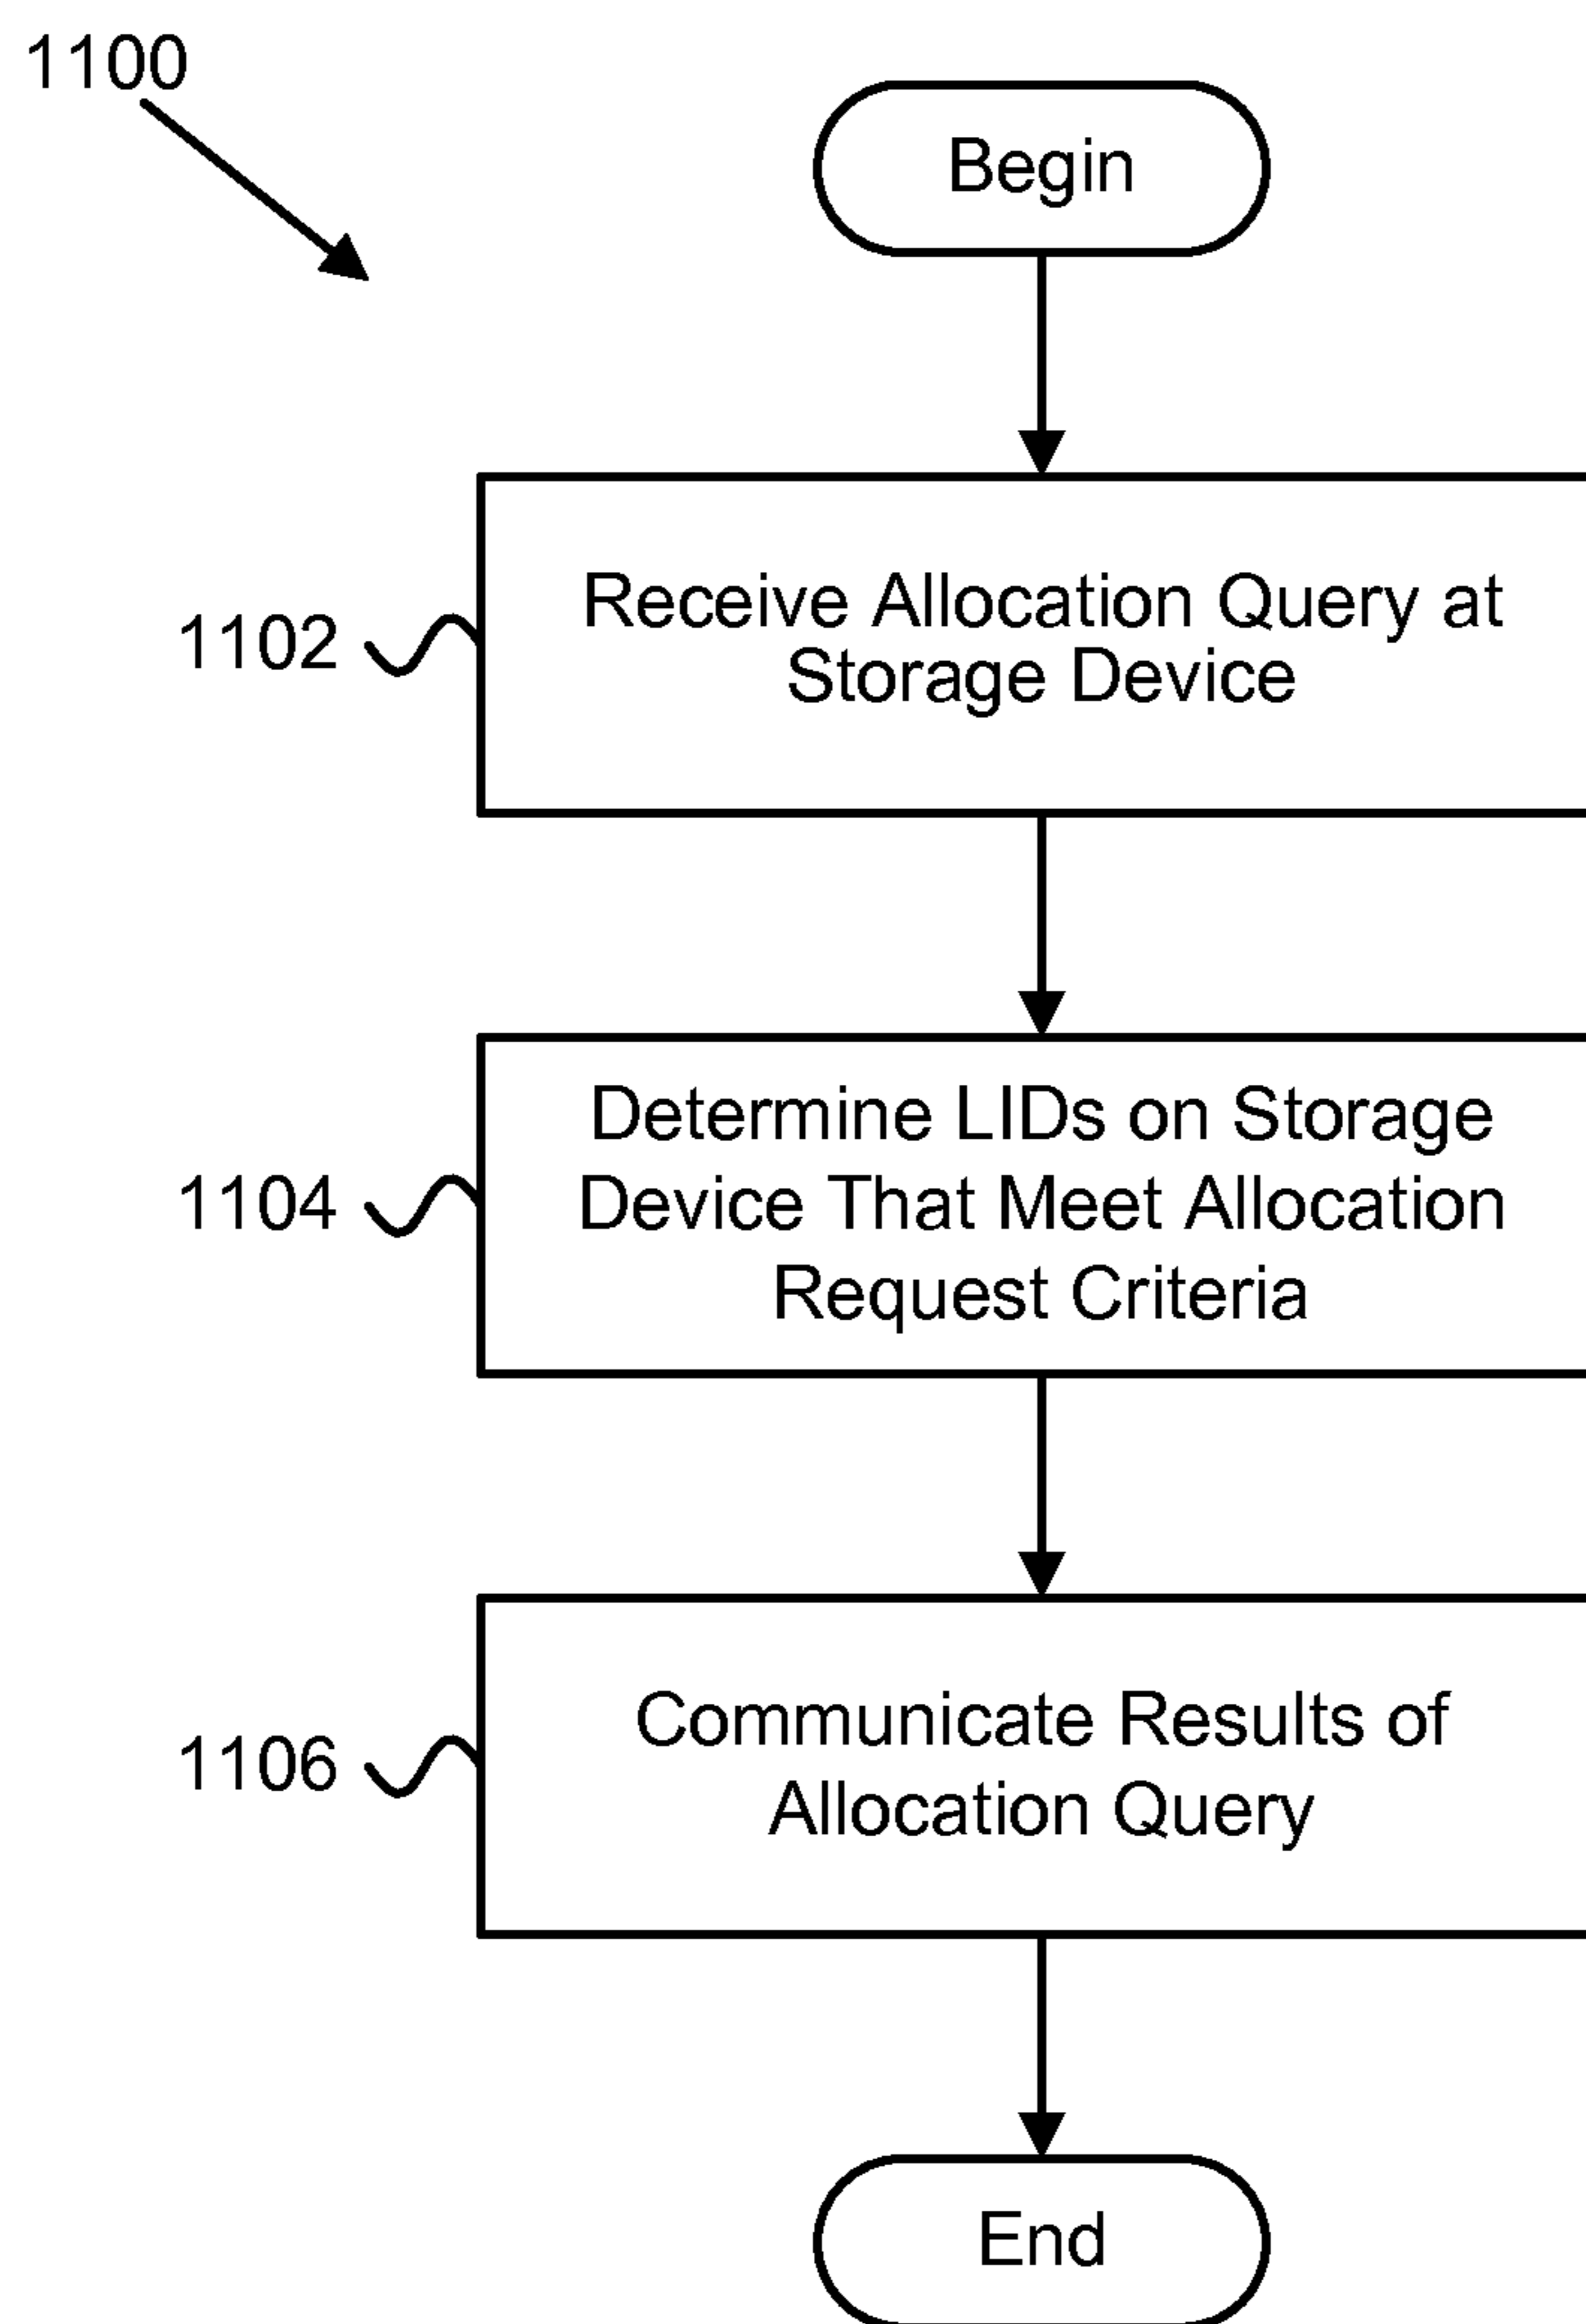 1100
Begin
1102
Receive Allocation Query at
Storage Device
1104
Determine LIDs on Storage
Device That Meet Allocation
Request Criteria
1106
Communicate Results of
Allocation Query
End